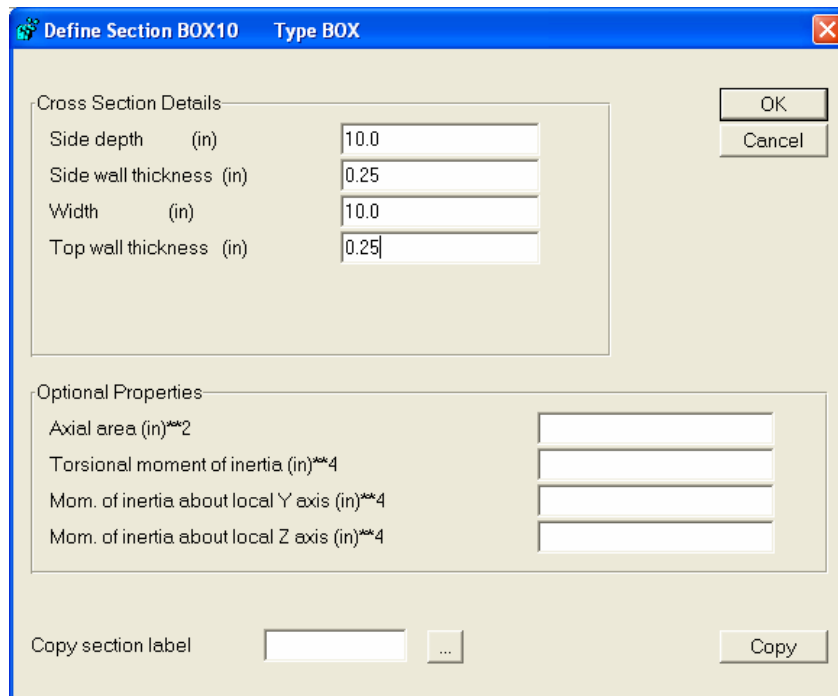 Define Section BOX10 Type BOX
Cross Section Details
OK
Side depth (in) 10.0
Cancel
Side wall thickness (in) 0.25
Width (in) 10.0
Top wall thickness (in) 0.25
Optional Properties
Axial area (in)**2
Torsional moment of inertia (in)**4
Mom. of inertia about local Y axis (in)**4
Mom. of inertia about local Z axis (in)**4
Copy section label ... Copy